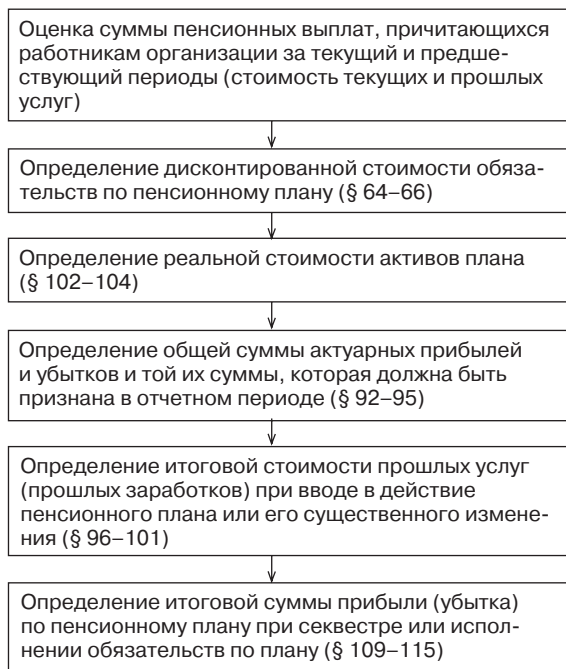 Оценка суммы пенсионных выплат, причитающихся
работникам организации за текущий и предше-
ствующий периоды (стоимость текущих и прошлых
услуг)
Определение дисконтированной стоимости обяза-
тельств по пенсионному плану (§ 64–66)
Определение реальной стоимости активов плана
(§ 102–104)
Определение общей суммы актуарных прибылей
и убытков и той их суммы, которая должна быть
признана в отчетном периоде (§ 92–95)
Определение итоговой стоимости прошлых услуг
(прошлых заработков) при вводе в действие
пенсионного плана или его существенного измене-
ния (§ 96–101)
Определение итоговой суммы прибыли (убытка)
по пенсионному плану при секвестре или испол-
нении обязательств по плану (§ 109–115)